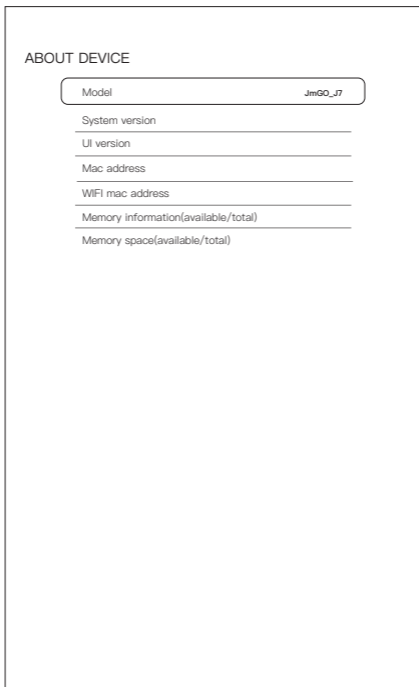 ABOUT DEVICE
Model JmGO_J7
System version
UI version
Mac address
WIFI mac address
Memory information(available/total)
Memory space(available/total)